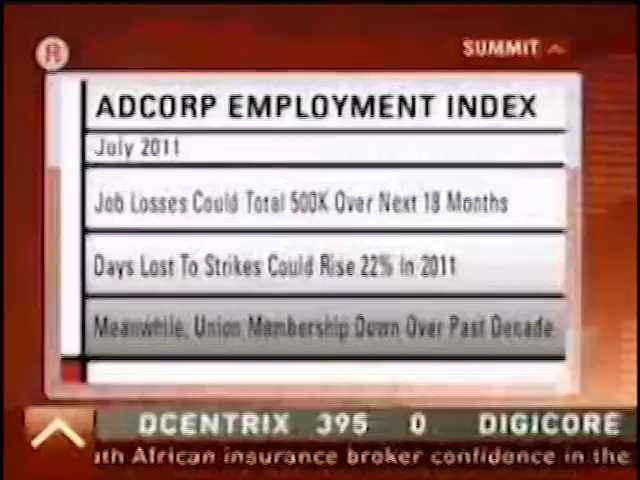 R
SUMMIT
ADCORP EMPLOYMENT INDEX
July 2011
Job Losses Could Total 500K Over Next 18 Months
Days Lost To Strikes Could Rise 22% In 2011
Meanwhile, Union Membership Down Over Past Decade
DCENTRIX 395 0 DIGICORE
uth African insurance broker confidence in the